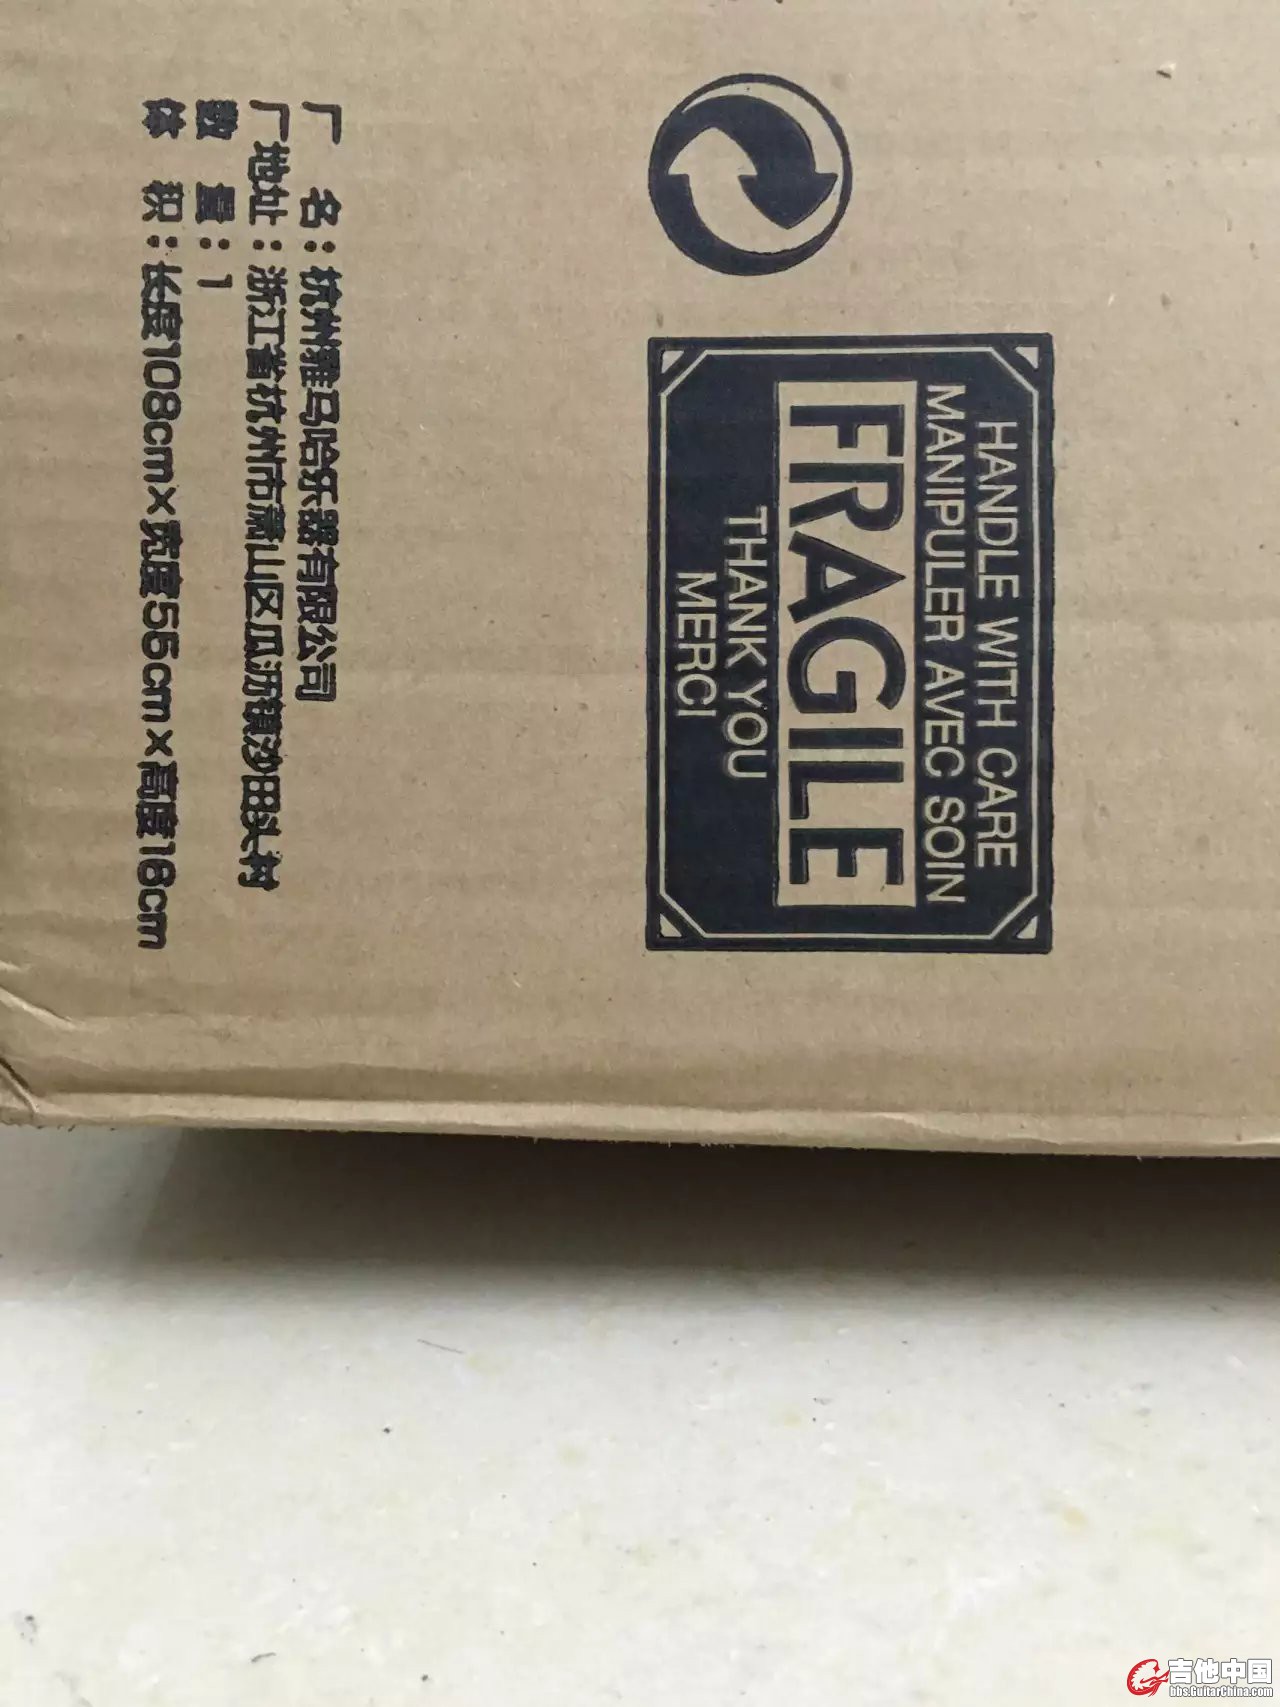 HANDLE WITH CARE
MANIPULER AVEC SOIN
FRAGILE
THANK YOU
MERCI
厂 名：杭州雅马哈乐器有限公司
厂地址：浙江省杭州市萧山区瓜沥镇沙田头村
数 量：1
体 积：长度108cm×宽度55cm×高度16cm
吉他中国
bbs.GuitarChina.com